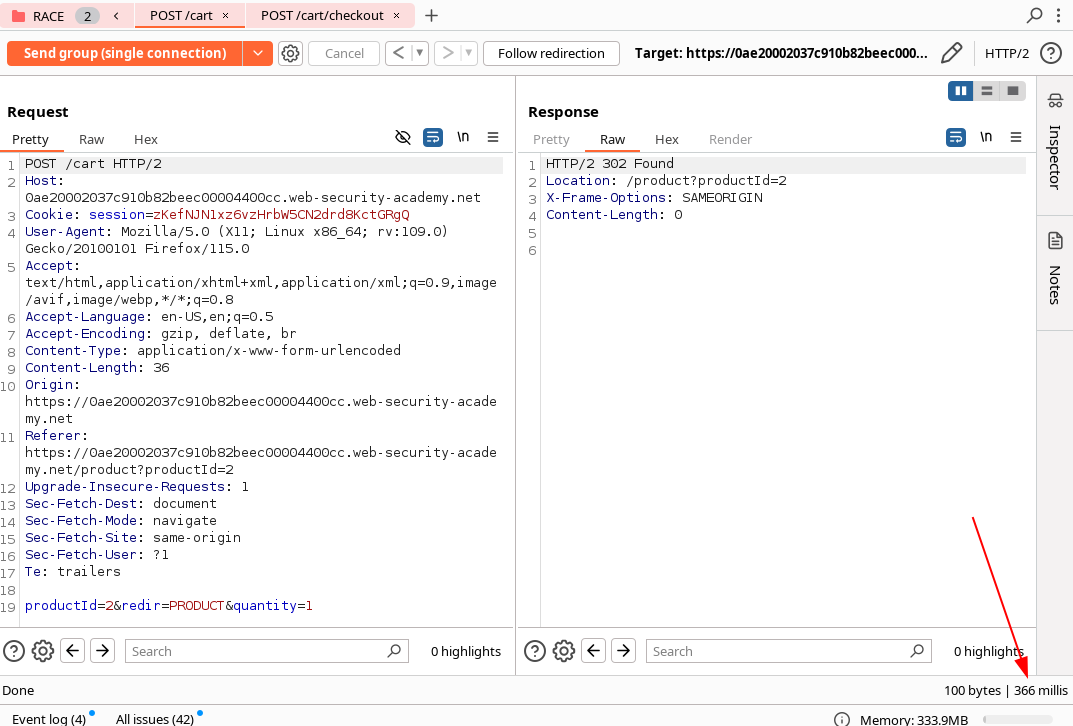 RACE 2 < POST /cart × POST /cart/checkout × +
Send group (single connection) Cancel < > Follow redirection Target: https://0ae20002037c910b82beec000... HTTP/2 ?
Request
Pretty Raw Hex \n
1 POST /cart HTTP/2
2 Host:
0ae20002037c910b82beec00004400cc.web-security-academy.net
3 Cookie: session=zKefNJN1xz6vzHrbW5CN2drd8KctGRgQ
4 User-Agent: Mozilla/5.0 (X11; Linux x86_64; rv:109.0)
Gecko/20100101 Firefox/115.0
5 Accept:
text/html,application/xhtml+xml,application/xml;q=0.9,image
/avif,image/webp,*/*;q=0.8
6 Accept-Language: en-US,en;q=0.5
7 Accept-Encoding: gzip, deflate, br
8 Content-Type: application/x-www-form-urlencoded
9 Content-Length: 36
10 Origin:
https://0ae20002037c910b82beec00004400cc.web-security-acade
my.net
11 Referer:
https://0ae20002037c910b82beec00004400cc.web-security-acade
my.net/product?productId=2
12 Upgrade-Insecure-Requests: 1
13 Sec-Fetch-Dest: document
14 Sec-Fetch-Mode: navigate
15 Sec-Fetch-Site: same-origin
16 Sec-Fetch-User: ?1
17 Te: trailers
18
19 productId=2&redir=PRODUCT&quantity=1
? Search 0 highlights
Response
Pretty Raw Hex Render \n
1 HTTP/2 302 Found
2 Location: /product?productId=2
3 X-Frame-Options: SAMEORIGIN
4 Content-Length: 0
5
6
? Search 0 highlights
Inspector
Notes
Done 100 bytes | 366 millis
Event log (4) All issues (42) Memory: 333.9MB